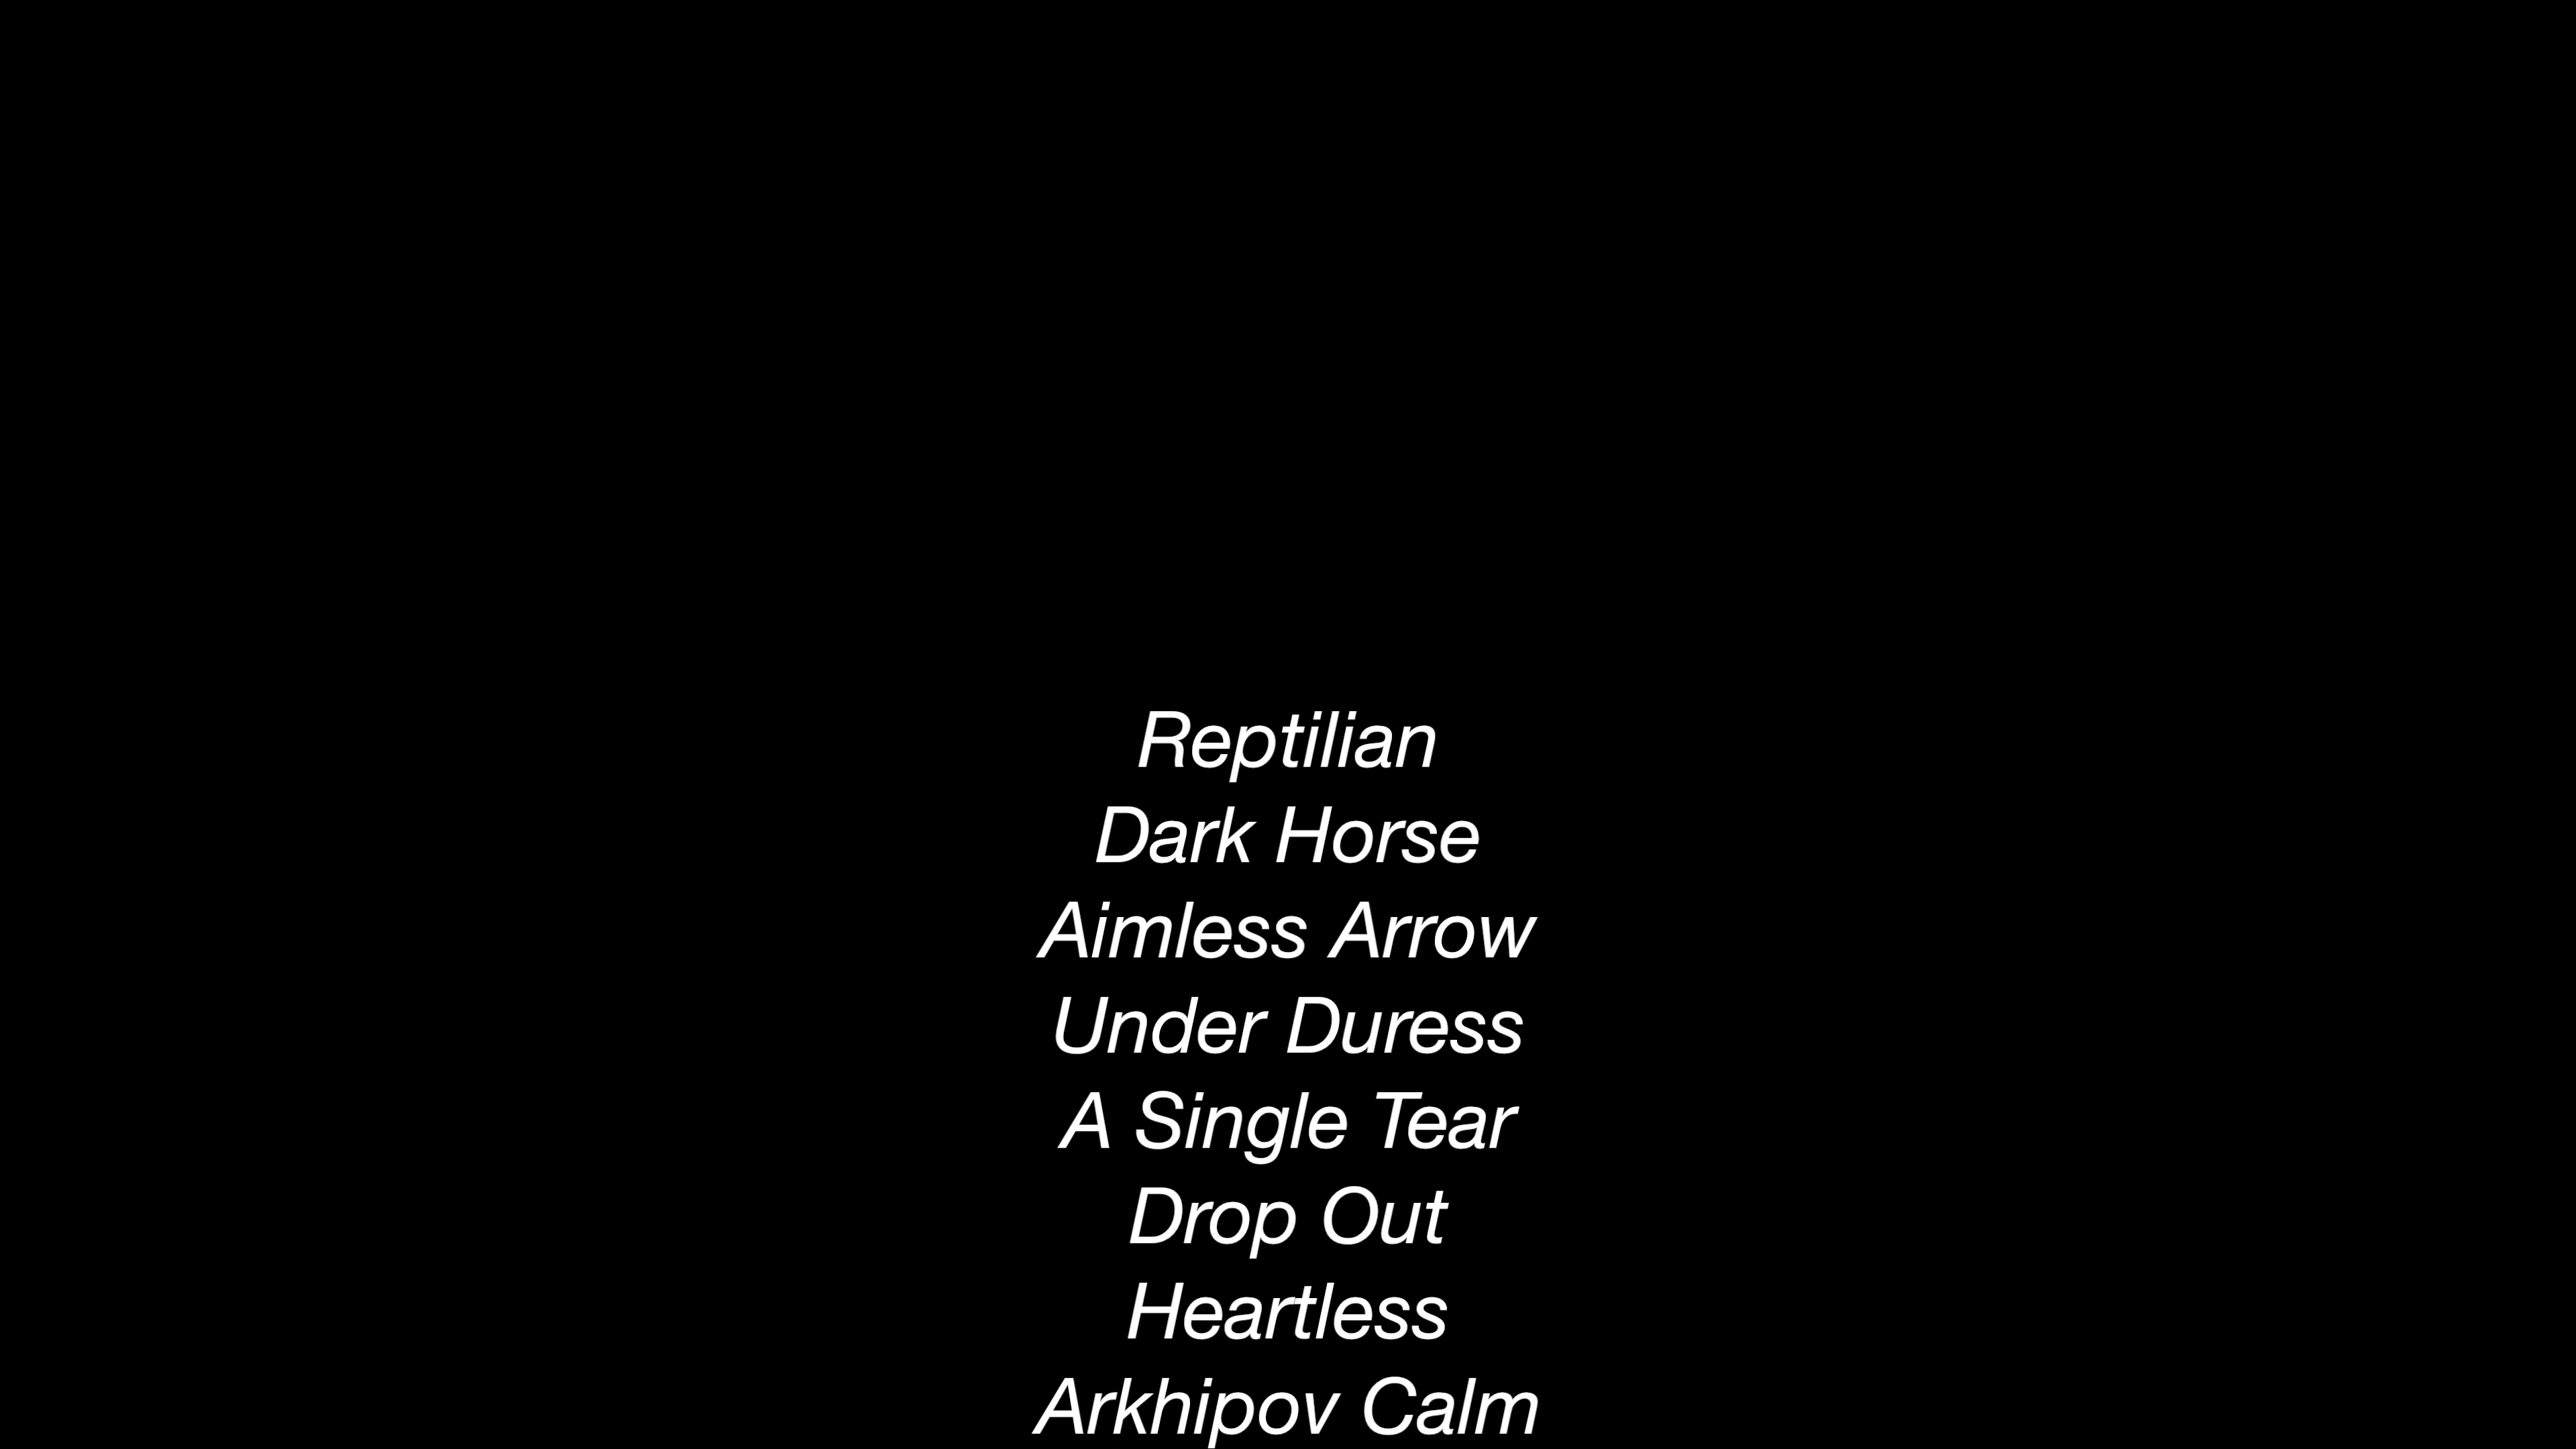 Reptilian
Dark Horse
Aimless Arrow
Under Duress
A Single Tear
Drop Out
Heartless
Arkhipov Calm